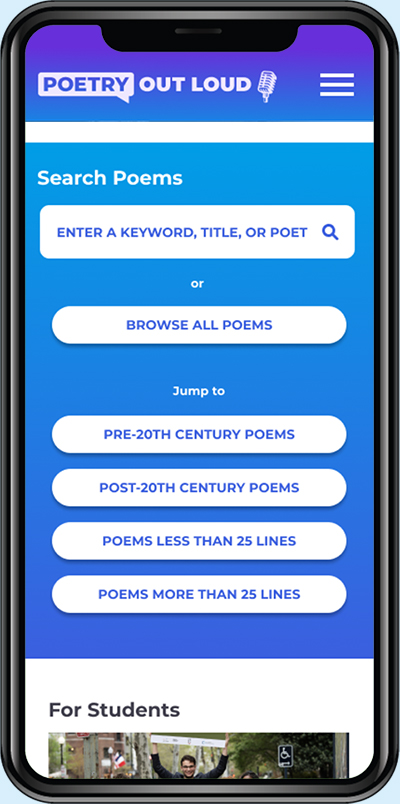 POETRY OUT LOUD
Search Poems
ENTER A KEYWORD, TITLE, OR POET
or
BROWSE ALL POEMS
Jump to
PRE-20TH CENTURY POEMS
POST-20TH CENTURY POEMS
POEMS LESS THAN 25 LINES
POEMS MORE THAN 25 LINES
For Students